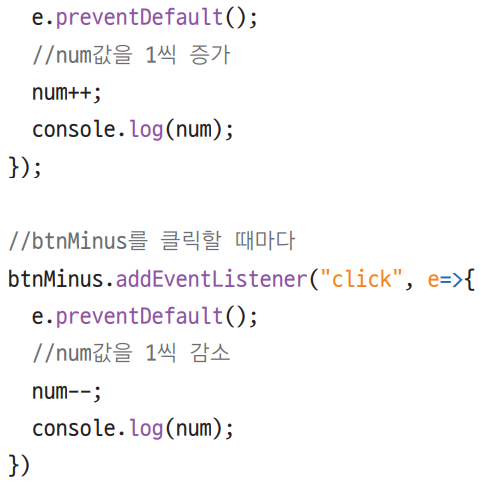 e.preventDefault();
//num값을 1씩 증가
num++;
console.log(num);
});
//btnMinus를 클릭할 때마다
btnMinus.addEventListener("click", e=>{
e.preventDefault();
//num값을 1씩 감소
num--;
console.log(num);
})